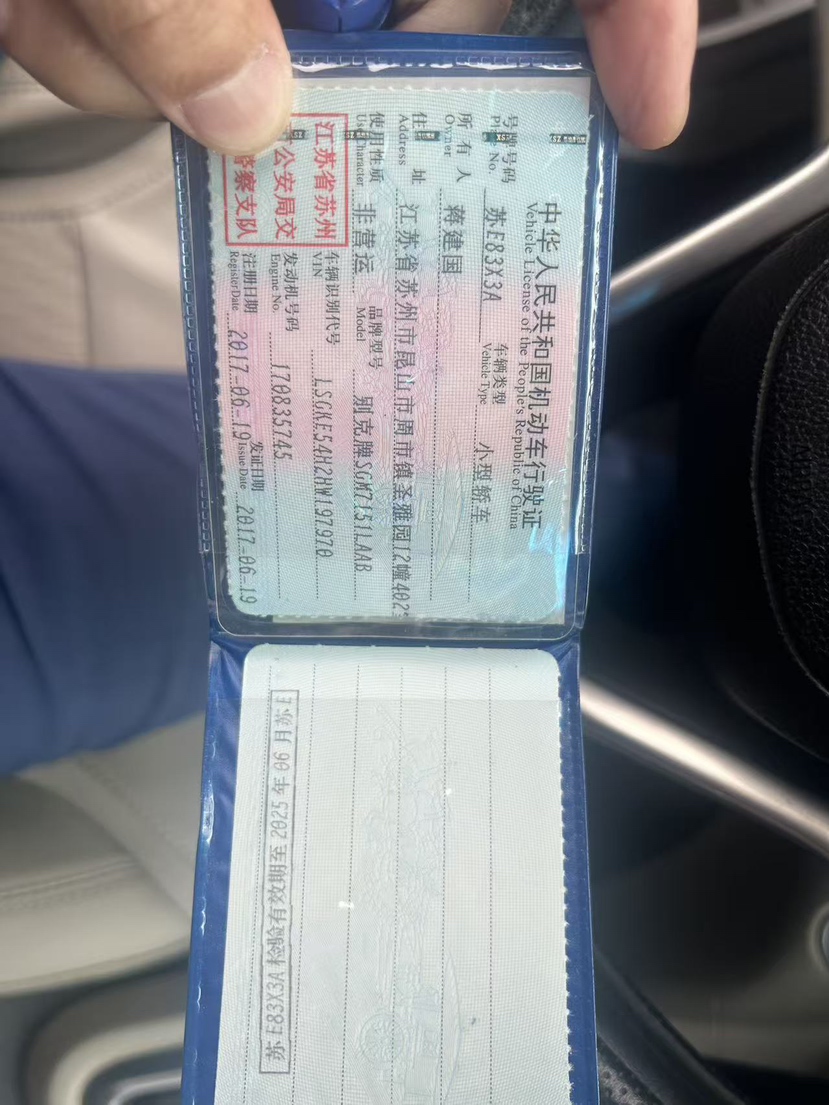 中华人民共和国机动车行驶证
Vehicle License of the People's Republic of China
号牌号码 苏E83X3A 车辆类型 小型轿车
Plate No. Vehicle Type
所有人 蒋建国
Owner
住址 江苏省苏州市昆山市周市镇圣雅园12幢402
Address
使用性质 非营运 品牌型号 别克牌SGM7151LAAB
Use Character Model
江苏省苏州
公安局交
警察支队
车辆识别代号 LSGKE54H2HW197970
VIN
发动机号码 170835745
Engine No.
注册日期 2017-06-19 发证日期 2017-06-19
Register Date Issue Date
苏E83X3A 检验有效期至 2025 年 06 月 苏E